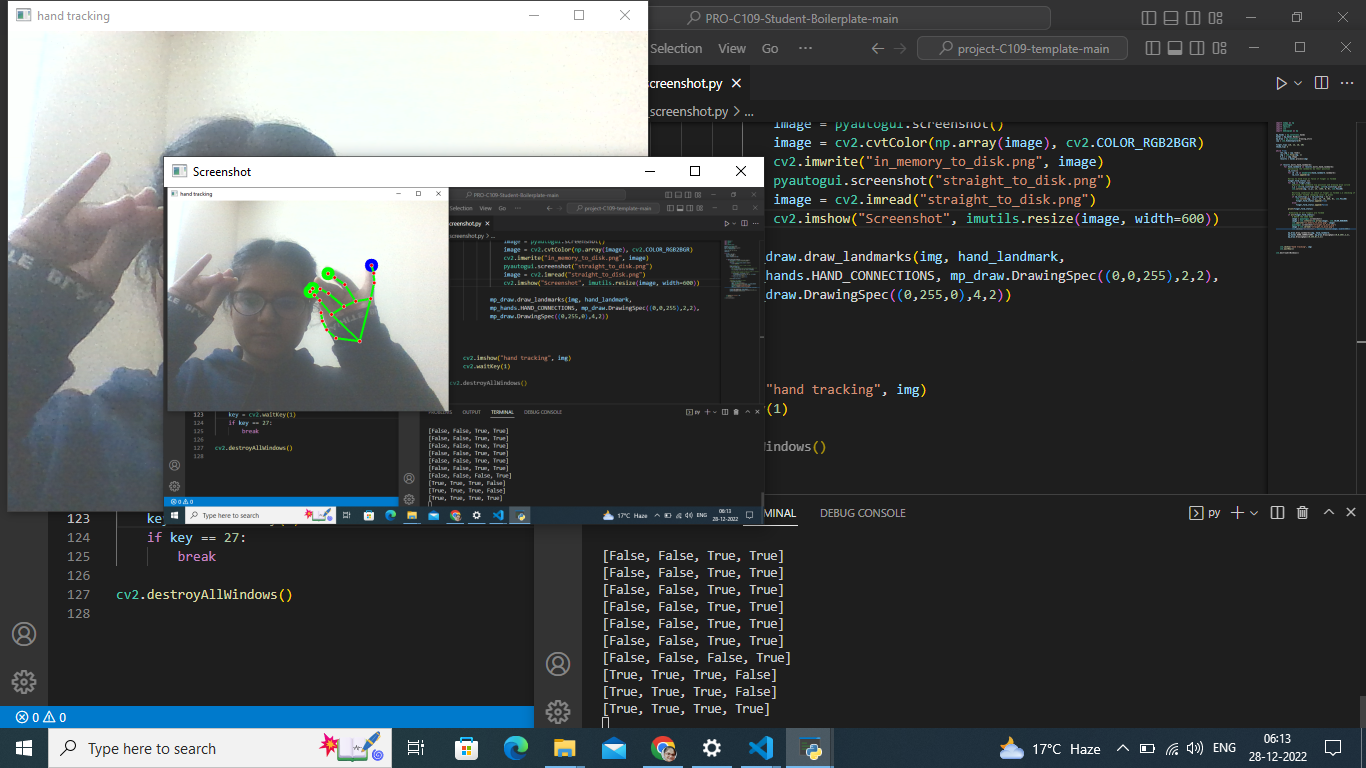 hand tracking
PRO-C109-Student-Boilerplate-main
Selection View Go ···
project-C109-template-main
screenshot.py
_screenshot.py > ...
image = pyautogui.screenshot()
image = cv2.cvtColor(np.array(image), cv2.COLOR_RGB2BGR)
cv2.imwrite("in_memory_to_disk.png", image)
pyautogui.screenshot("straight_to_disk.png")
image = cv2.imread("straight_to_disk.png")
cv2.imshow("Screenshot", imutils.resize(image, width=600))
draw.draw_landmarks(img, hand_landmark,
hands.HAND_CONNECTIONS, mp_draw.DrawingSpec((0,0,255),2,2),
draw.DrawingSpec((0,255,0),4,2))
"hand tracking", img)
(1)
indows()
Screenshot
hand tracking
PRO-C109-Student-Boilerplate-main
Selection View Go ···
project-C109-template-main
screenshot.py
screenshot.py > ...
image = pyautogui.screenshot()
image = cv2.cvtColor(np.array(image), cv2.COLOR_RGB2BGR)
cv2.imwrite("in_memory_to_disk.png", image)
pyautogui.screenshot("straight_to_disk.png")
image = cv2.imread("straight_to_disk.png")
cv2.imshow("Screenshot", imutils.resize(image, width=600))
mp_draw.draw_landmarks(img, hand_landmark,
mp_hands.HAND_CONNECTIONS, mp_draw.DrawingSpec((0,0,255),2,2),
mp_draw.DrawingSpec((0,255,0),4,2))
cv2.imshow("hand tracking", img)
cv2.waitKey(1)
cv2.destroyAllWindows()
PROBLEMS OUTPUT TERMINAL DEBUG CONSOLE
py
123 key = cv2.waitKey(1)
124 if key == 27:
125 break
126
127 cv2.destroyAllWindows()
128
[False, False, True, True]
[False, False, True, True]
[False, False, True, True]
[False, False, True, True]
[False, False, True, True]
[False, False, True, True]
[False, False, False, True]
[True, True, True, False]
[True, True, True, False]
[True, True, True, True]
0 0
Type here to search
17°C Haze
ENG
06:13
28-12-2022
123 key
124 if key == 27:
125 break
126
127 cv2.destroyAllWindows()
128
MINAL DEBUG CONSOLE
py
[False, False, True, True]
[False, False, True, True]
[False, False, True, True]
[False, False, True, True]
[False, False, True, True]
[False, False, True, True]
[False, False, False, True]
[True, True, True, False]
[True, True, True, False]
[True, True, True, True]
0 0
Type here to search
17°C Haze
ENG
06:13
28-12-2022